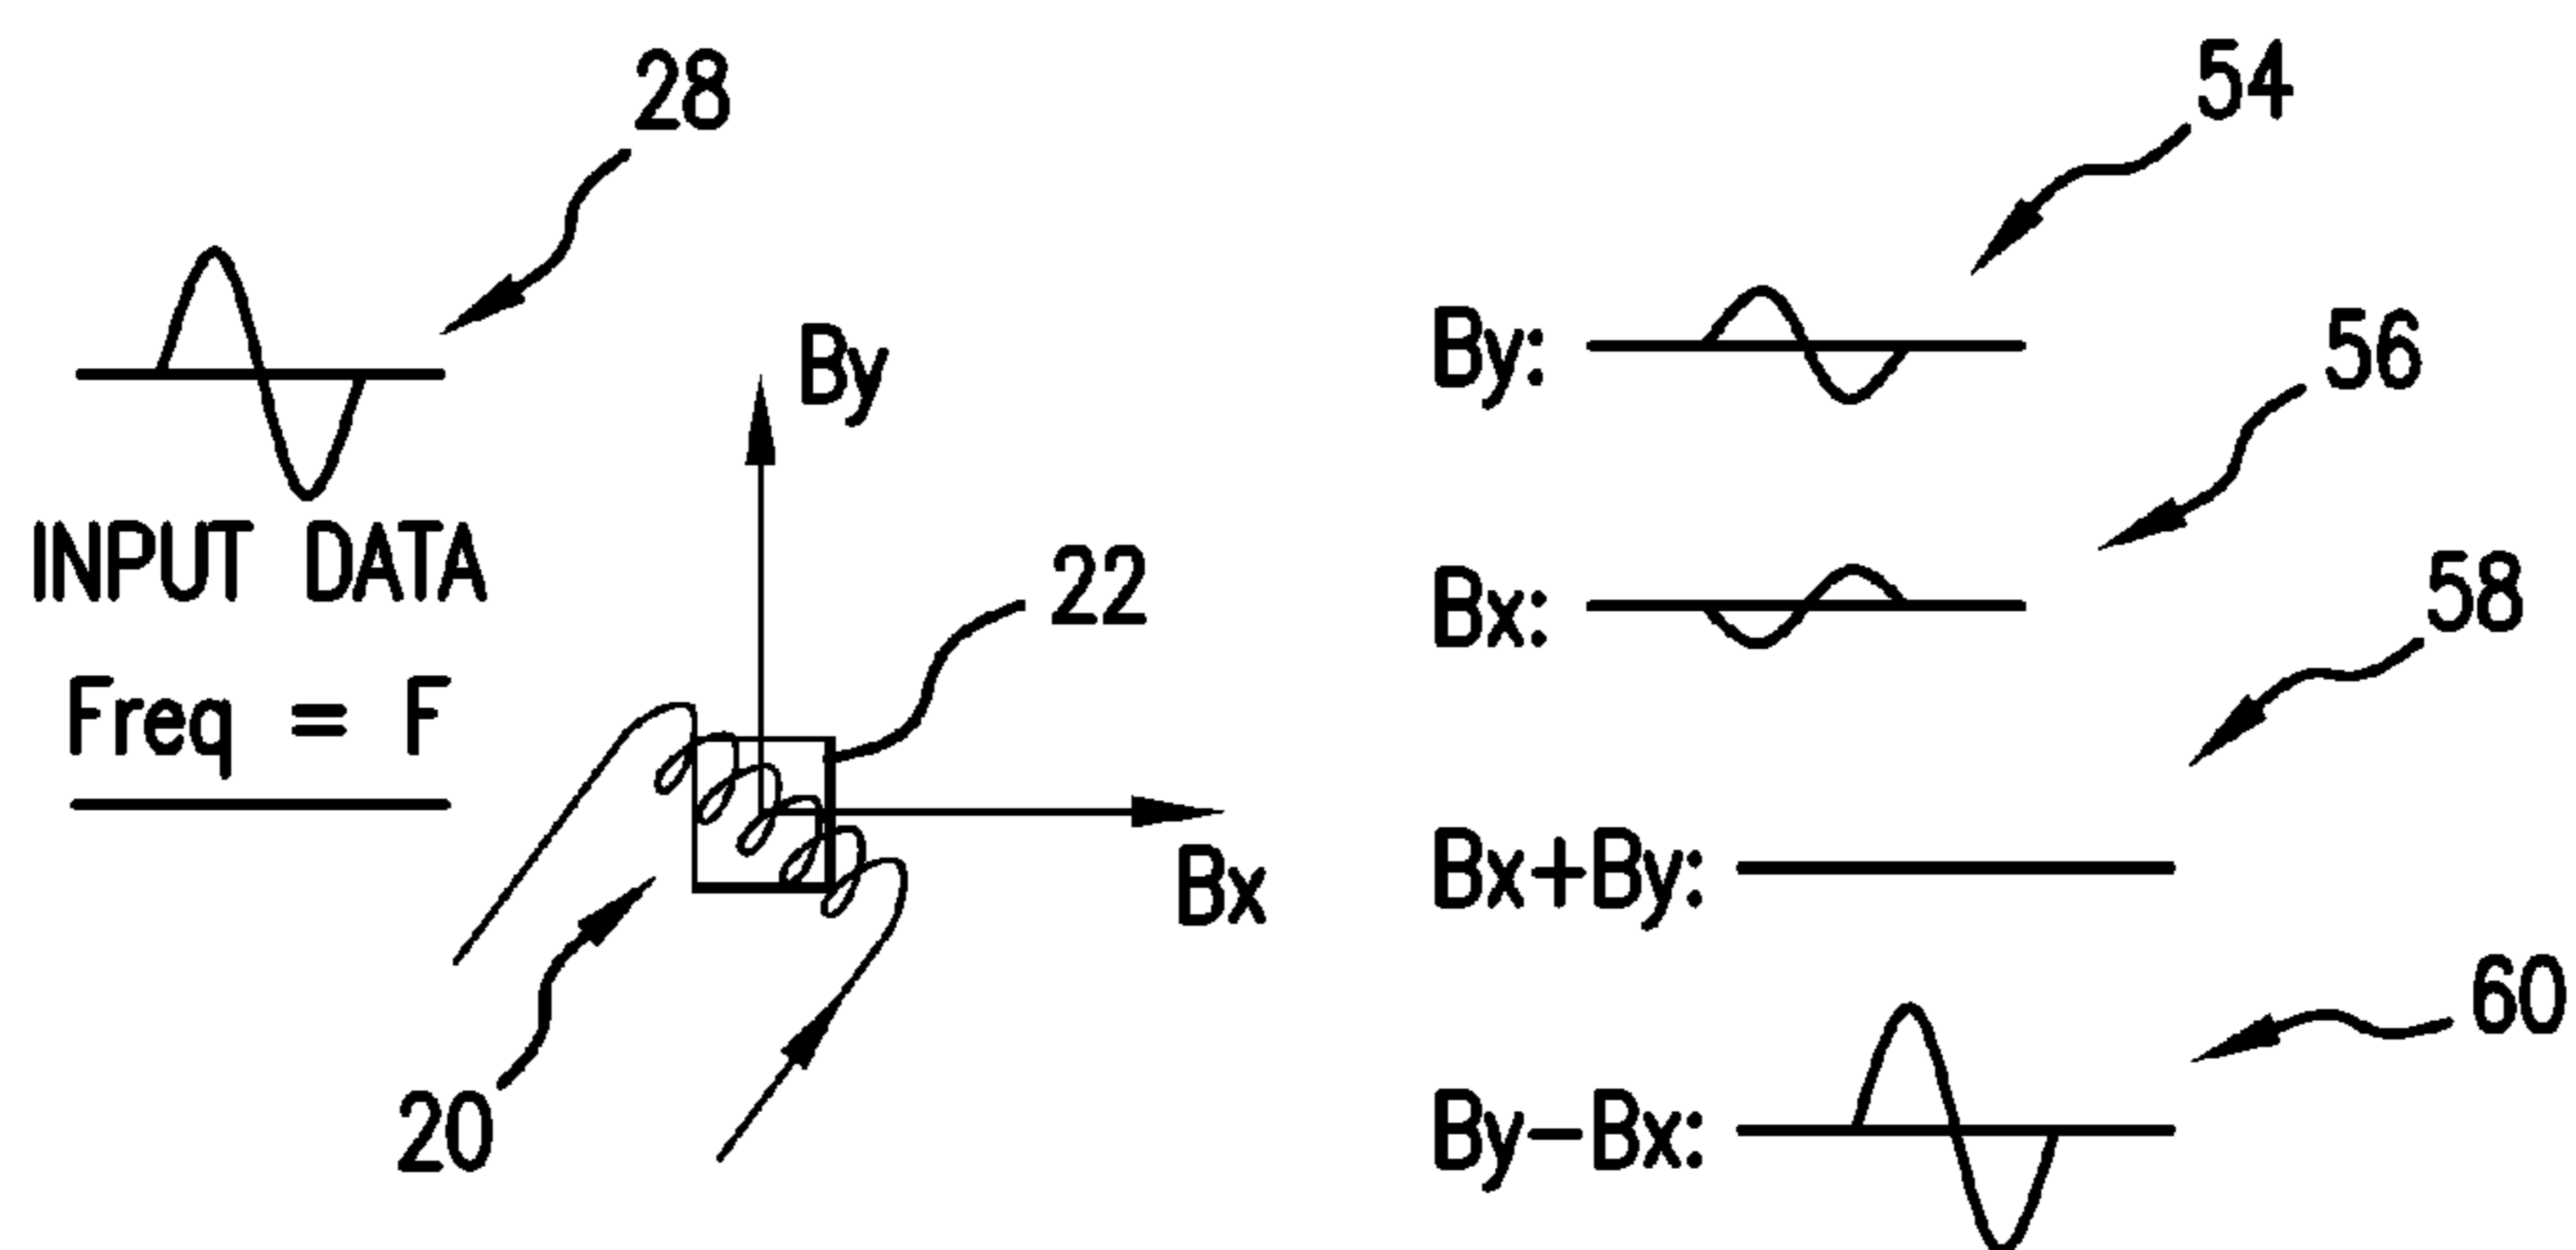 28
INPUT DATA
Freq = F
By
Bx
22
20
54
By:
56
Bx:
58
Bx+By:
60
By−Bx: